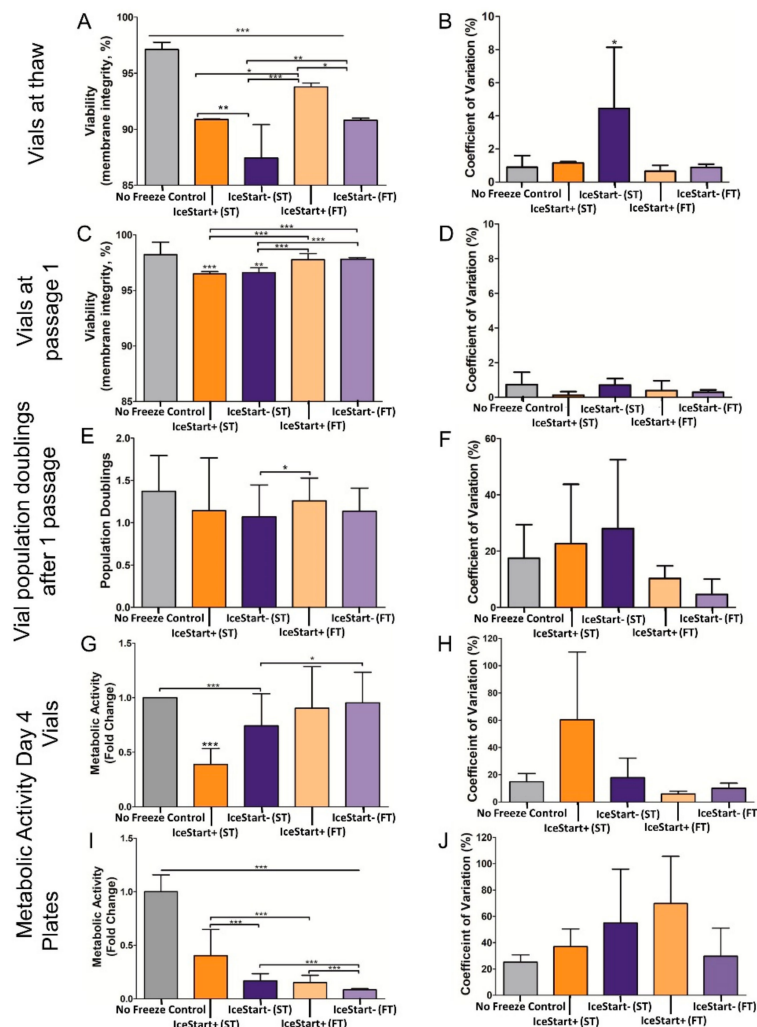 Vials at thaw
A
Viability
(membrane integrity, %)
100
95
90
85
***
**
*
*
***
**
No Freeze Control
IceStart+ (ST)
IceStart- (ST)
IceStart+ (FT)
IceStart- (FT)
B
Coefficient of Variation (%)
10
8
6
4
2
0
*
No Freeze Control
IceStart+ (ST)
IceStart- (ST)
IceStart+ (FT)
IceStart- (FT)
Vials at
passage 1
C
Viability
(membrane integrity, %)
100
95
90
85
***
***
***
***
***
**
No Freeze Control
IceStart+ (ST)
IceStart- (ST)
IceStart+ (FT)
IceStart- (FT)
D
Coefficient of Variation (%)
10
8
6
4
2
0
No Freeze Control
IceStart+ (ST)
IceStart- (ST)
IceStart+ (FT)
IceStart- (FT)
Vial population doublings
after 1 passage
E
Population Doublings
2.0
1.5
1.0
0.5
0.0
*
No Freeze Control
IceStart+ (ST)
IceStart- (ST)
IceStart+ (FT)
IceStart- (FT)
F
Coefficient of Variation (%)
60
40
20
0
No Freeze Control
IceStart+ (ST)
IceStart- (ST)
IceStart+ (FT)
IceStart- (FT)
Metabolic Activity Day 4
Vials
G
Metabolic Activity
(Fold Change)
1.5
1.0
0.5
0.0
*
***
***
No Freeze Control
IceStart+ (ST)
IceStart- (ST)
IceStart+ (FT)
IceStart- (FT)
H
Coefficeint of Variation (%)
120
100
80
60
40
20
0
No Freeze Control
IceStart+ (ST)
IceStart- (ST)
IceStart+ (FT)
IceStart- (FT)
Plates
I
Metabolic Activity
(Fold Change)
1.5
1.0
0.5
0.0
***
***
***
***
***
No Freeze Control
IceStart+ (ST)
IceStart- (ST)
IceStart+ (FT)
IceStart- (FT)
J
Coefficeint of Variation (%)
120
100
80
60
40
20
0
No Freeze Control
IceStart+ (ST)
IceStart- (ST)
IceStart+ (FT)
IceStart- (FT)